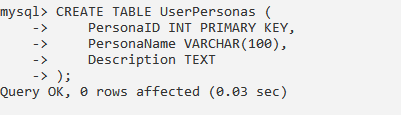 mysql> CREATE TABLE UserPersonas (
    ->     PersonaID INT PRIMARY KEY,
    ->     PersonaName VARCHAR(100),
    ->     Description TEXT
    -> );
Query OK, 0 rows affected (0.03 sec)